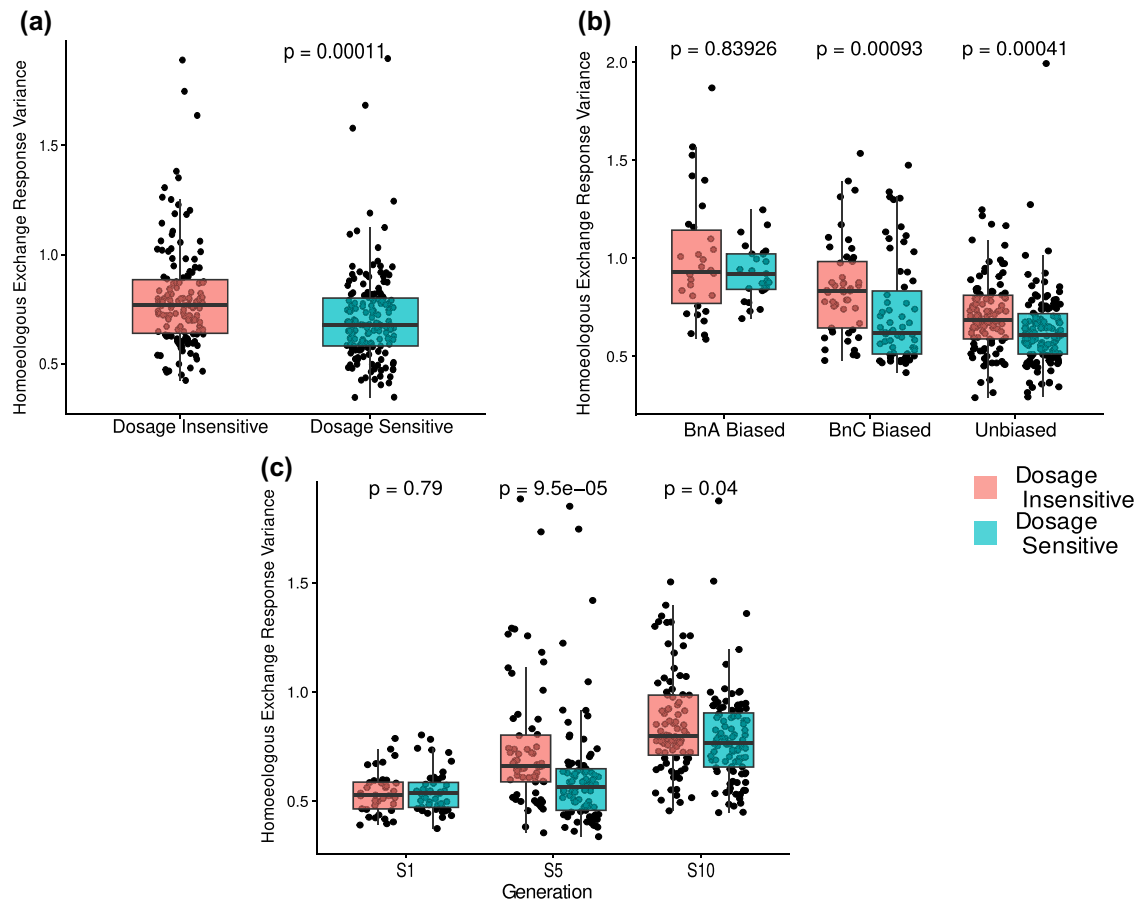 (a)
p = 0.00011
Homoeologous Exchange Response Variance
1.5
1.0
0.5
Dosage Insensitive
Dosage Sensitive
(b)
p = 0.83926
p = 0.00093
p = 0.00041
Homoeologous Exchange Response Variance
2.0
1.5
1.0
0.5
BnA Biased
BnC Biased
Unbiased
(c)
p = 0.79
p = 9.5e−05
p = 0.04
Homoeologous Exchange Response Variance
1.5
1.0
0.5
S1
S5
S10
Generation
Dosage
Insensitive
Dosage
Sensitive